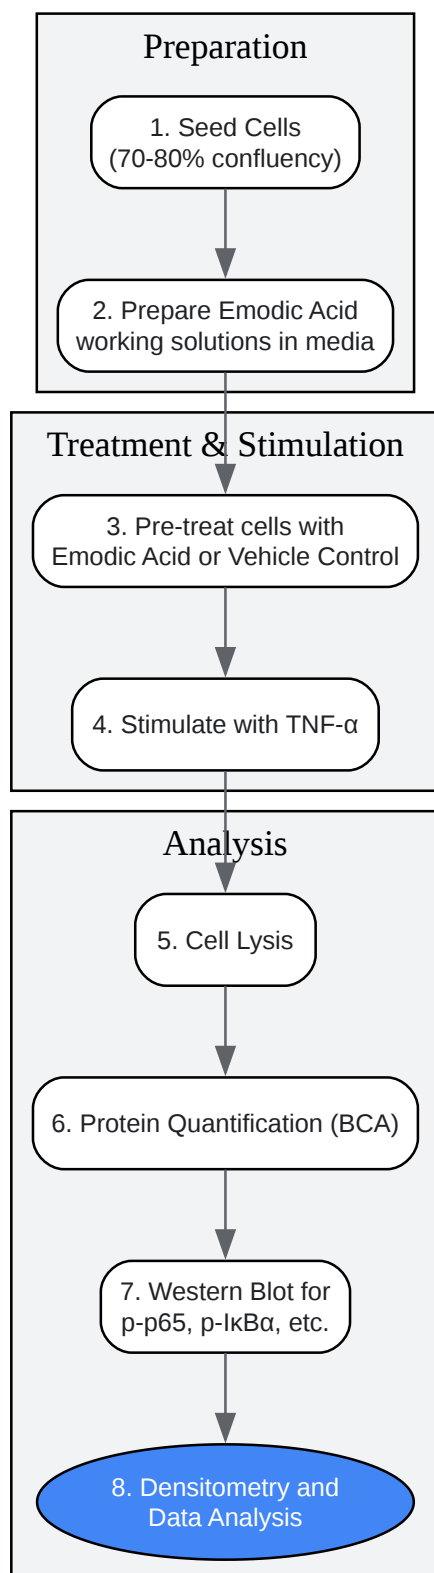 Preparation
1. Seed Cells
(70-80% confluency)
2. Prepare Emodic Acid
working solutions in media
Treatment & Stimulation
3. Pre-treat cells with
Emodic Acid or Vehicle Control
4. Stimulate with TNF-α
Analysis
5. Cell Lysis
6. Protein Quantification (BCA)
7. Western Blot for
p-p65, p-IκBα, etc.
8. Densitometry and
Data Analysis